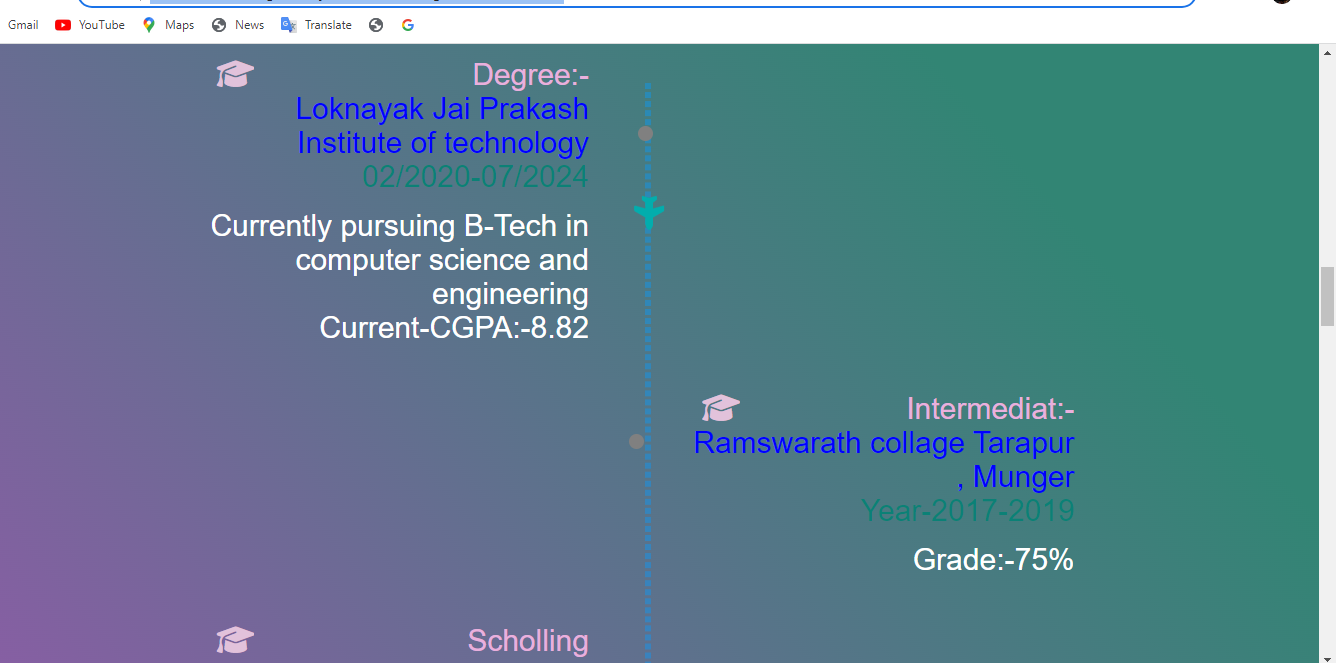 Gmail YouTube Maps News Translate
Degree:-
Loknayak Jai Prakash
Institute of technology
02/2020-07/2024
Currently pursuing B-Tech in
computer science and
engineering
Current-CGPA:-8.82
Intermediat:-
Ramswarath collage Tarapur
, Munger
Year-2017-2019
Grade:-75%
Scholling